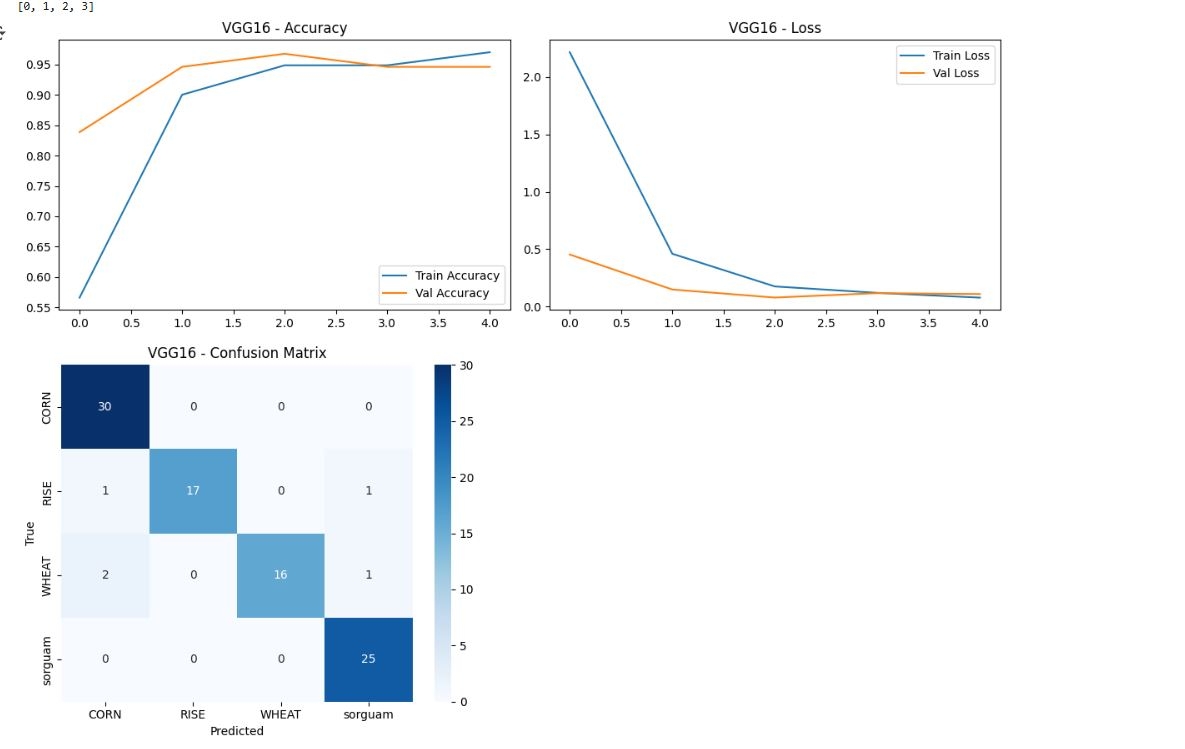 [0, 1, 2, 3]
VGG16 - Accuracy
0.95
0.90
0.85
0.80
0.75
0.70
0.65
0.60
0.55
Train Accuracy
Val Accuracy
0.0 0.5 1.0 1.5 2.0 2.5 3.0 3.5 4.0
VGG16 - Loss
2.0
1.5
1.0
0.5
0.0
Train Loss
Val Loss
0.0 0.5 1.0 1.5 2.0 2.5 3.0 3.5 4.0
VGG16 - Confusion Matrix
True
CORN
30 0 0 0
RISE
1 17 0 1
WHEAT
2 0 16 1
sorguam
0 0 0 25
CORN RISE WHEAT sorguam
Predicted
30
25
20
15
10
5
0